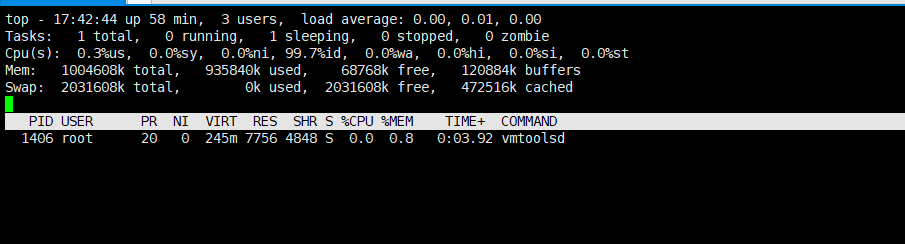 top - 17:42:44 up 58 min,  3 users,  load average: 0.00, 0.01, 0.00
Tasks:   1 total,   0 running,   1 sleeping,   0 stopped,   0 zombie
Cpu(s):  0.3%us,  0.0%sy,  0.0%ni, 99.7%id,  0.0%wa,  0.0%hi,  0.0%si,  0.0%st
Mem:   1004608k total,   935840k used,    68768k free,   120884k buffers
Swap:  2031608k total,        0k used,  2031608k free,   472516k cached
  PID USER      PR  NI  VIRT  RES  SHR S %CPU %MEM    TIME+  COMMAND
 1406 root      20   0  245m 7756 4848 S  0.0  0.8   0:03.92 vmtoolsd